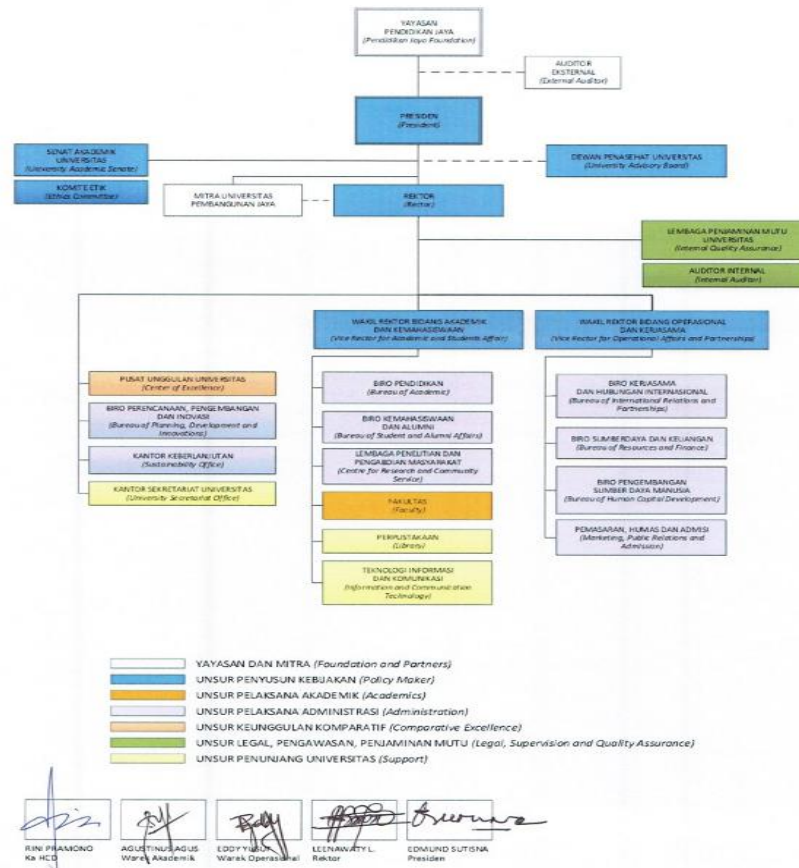 YAYASAN
PENDIDIKAN JAYA
(Pendidikan Jaya Foundation)
AUDITOR
EKSTERNAL
(External Auditor)
PRESIDEN
(President)
SENAT AKADEMIK
UNIVERSITAS
(University Academic Senate)
DEWAN PENASEHAT UNIVERSITAS
(University Advisory Board)
KOMITE ETIK
(Ethics Committee)
MITRA UNIVERSITAS
PEMBANGUNAN JAYA
REKTOR
(Rector)
LEMBAGA PENJAMINAN MUTU
UNIVERSITAS
(Internal Quality Assurance)
AUDITOR INTERNAL
(Internal Auditor)
WAKIL REKTOR BIDANG AKADEMIK
DAN KEMAHASISWAAN
(Vice Rector for Academic and Students Affair)
WAKIL REKTOR BIDANG OPERASIONAL
DAN KERJASAMA
(Vice Rector for Operational Affairs and Partnerships)
PUSAT UNGGULAN UNIVERSITAS
(Center of Excellence)
BIRO PERENCANAAN, PENGEMBANGAN
DAN INOVASI
(Bureau of Planning, Development and
Innovations)
KANTOR KEBERLANJUTAN
(Sustainability Office)
KANTOR SEKRETARIAT UNIVERSITAS
(University Secretariat Office)
BIRO PENDIDIKAN
(Bureau of Academic)
BIRO KEMAHASISWAAN
DAN ALUMNI
(Bureau of Student and Alumni Affairs)
LEMBAGA PENELITIAN DAN
PENGABDIAN MASYARAKAT
(Centre for Research and Community
Service)
FAKULTAS
(Faculty)
PERPUSTAKAAN
(Library)
TEKNOLOGI INFORMASI
DAN KOMUNIKASI
(Information and Communication
Technology)
BIRO KERJASAMA
DAN HUBUNGAN INTERNASIONAL
(Bureau of International Relations and
Partnerships)
BIRO SUMBERDAYA DAN KEUANGAN
(Bureau of Resources and Finance)
BIRO PENGEMBANGAN
SUMBER DAYA MANUSIA
(Bureau of Human Capital Development)
PEMASARAN, HUMAS DAN ADMISI
(Marketing, Public Relations and
Admission)
YAYASAN DAN MITRA (Foundation and Partners)
UNSUR PENYUSUN KEBIJAKAN (Policy Maker)
UNSUR PELAKSANA AKADEMIK (Academics)
UNSUR PELAKSANA ADMINISTRASI (Administration)
UNSUR KEUNGGULAN KOMPARATIF (Comparative Excellence)
UNSUR LEGAL, PENGAWASAN, PENJAMINAN MUTU (Legal, Supervision and Quality Assurance)
UNSUR PENUNJANG UNIVERSITAS (Support)
RINI PRAMONO
Ka HCD
AGUSTINUS AGUS
Warek Akademik
EDDY YUSUF
Warek Operasional
LEENAWATY L.
Rektor
EDMUND SUTISNA
Presiden